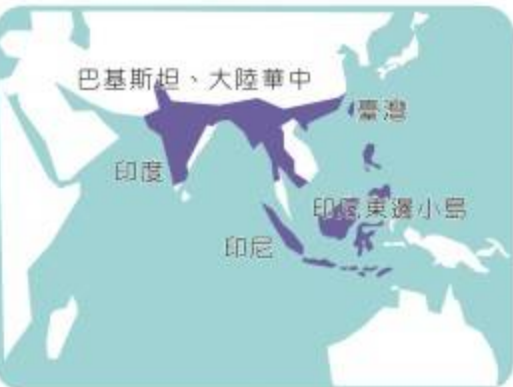 巴基斯坦、大陸華中
臺灣
印度
印尼東邊小島
印尼